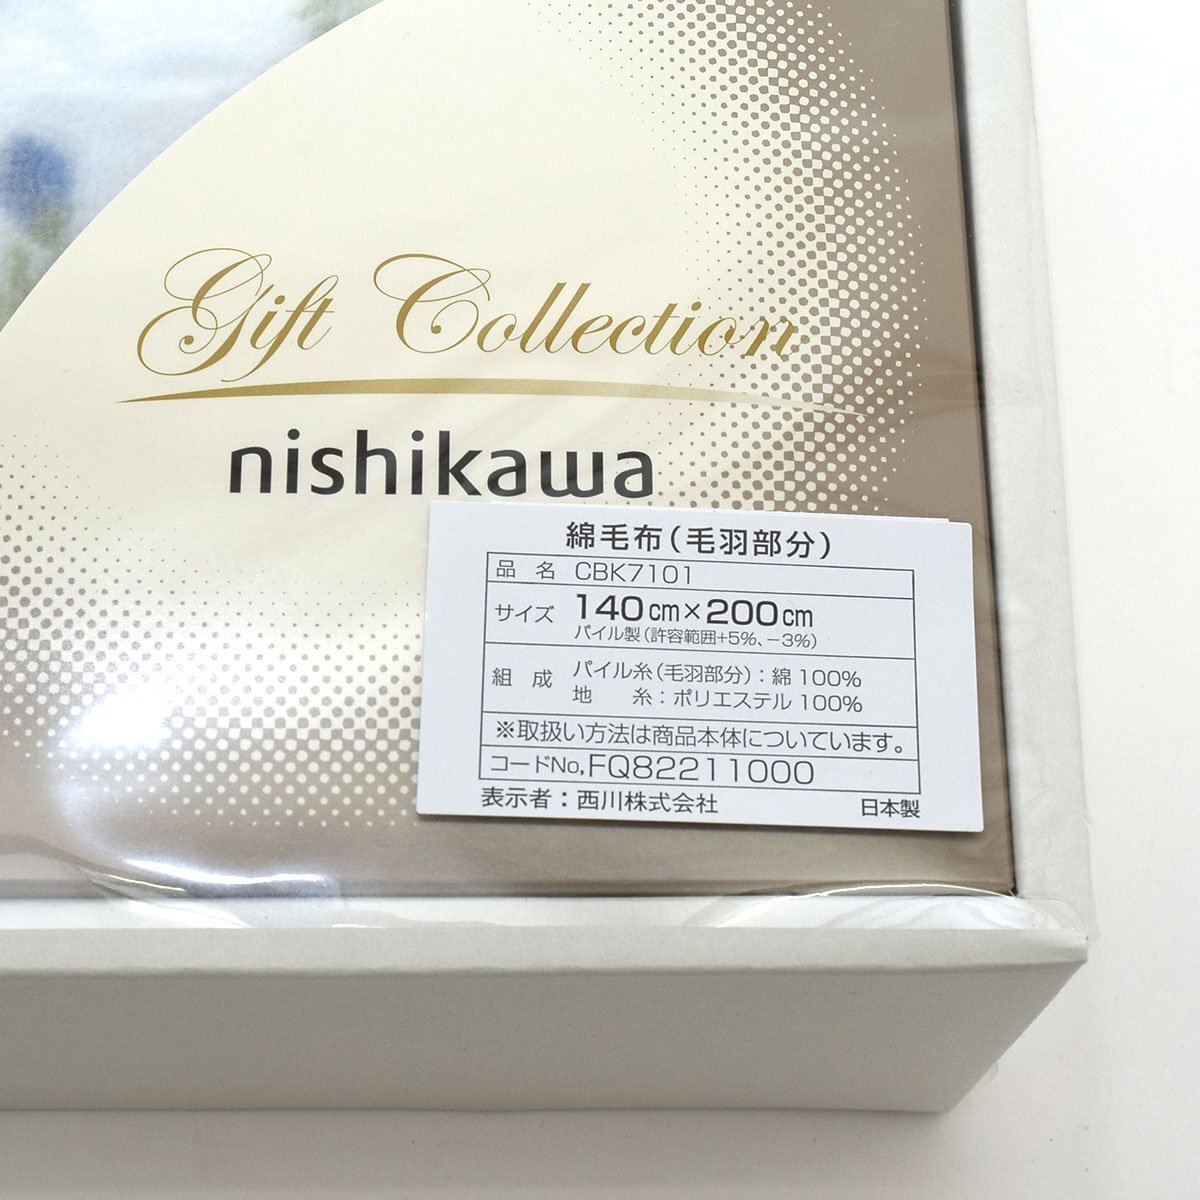 Gift Collection
nishikawa
綿毛布（毛羽部分）
品 名 CBK7101
サイズ 140cm×200cm
パイル製（許容範囲+5%、−3%）
組 成 パイル糸（毛羽部分）：綿 100%
地 糸：ポリエステル 100%
※取扱い方法は商品本体についています。
コードNo,FQ82211000
表示者：西川株式会社 日本製